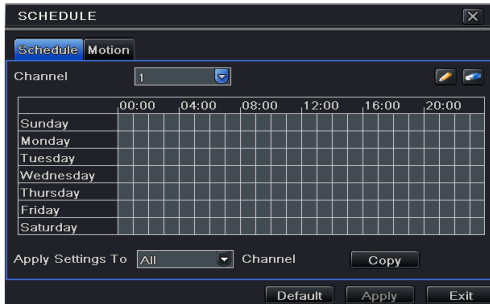 SCHEDULE
Schedule Motion
Channel 1
00:00 04:00 08:00 12:00 16:00 20:00
Sunday
Monday
Tuesday
Wednesday
Thursday
Friday
Saturday
Apply Settings To All Channel Copy
Default Apply Exit